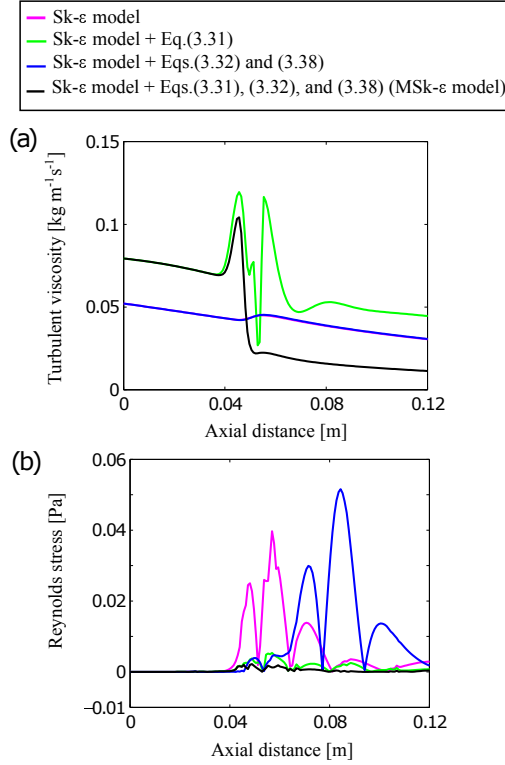 Sk-ε model
Sk-ε model + Eq.(3.31)
Sk-ε model + Eqs.(3.32) and (3.38)
Sk-ε model + Eqs.(3.31), (3.32), and (3.38) (MSk-ε model)
(a)
Turbulent viscosity [kg m⁻¹s⁻¹]
0.15
0.1
0.05
0
0 0.04 0.08 0.12
Axial distance [m]
(b)
Reynolds stress [Pa]
0.06
0.04
0.02
0
−0.01
0 0.04 0.08 0.12
Axial distance [m]